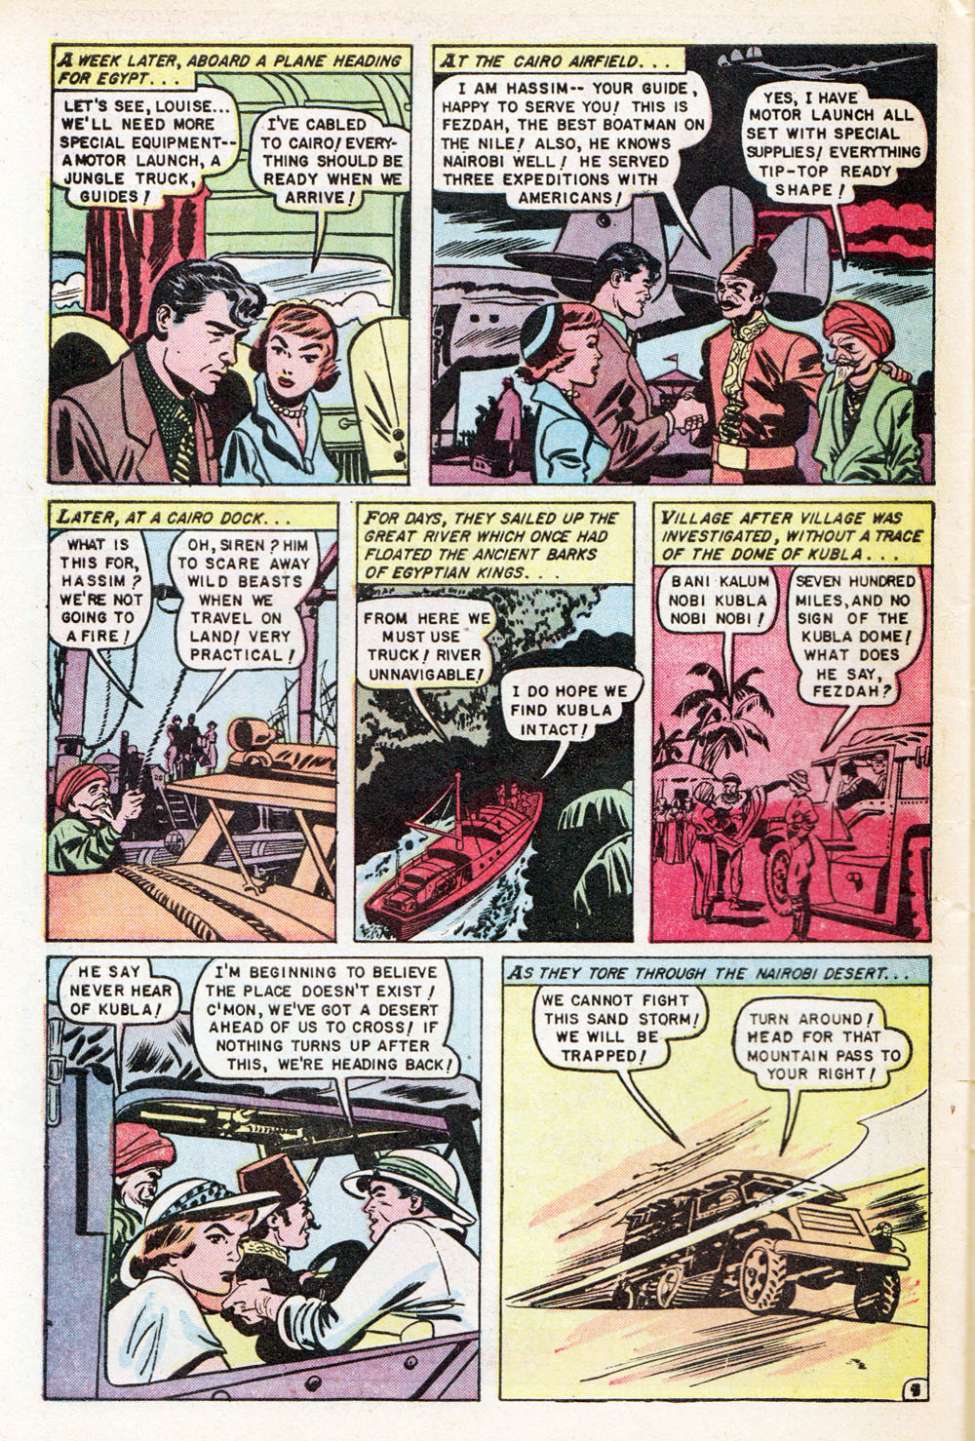 A WEEK LATER, ABOARD A PLANE HEADING
FOR EGYPT...
LET'S SEE, LOUISE...
WE'LL NEED MORE
SPECIAL EQUIPMENT--
A MOTOR LAUNCH, A
JUNGLE TRUCK,
GUIDES!
I'VE CABLED
TO CAIRO! EVERY-
THING SHOULD BE
READY WHEN WE
ARRIVE!
AT THE CAIRO AIRFIELD...
I AM HASSIM-- YOUR GUIDE,
HAPPY TO SERVE YOU! THIS IS
FEZDAH, THE BEST BOATMAN ON
THE NILE! ALSO, HE KNOWS
NAIROBI WELL! HE SERVED
THREE EXPEDITIONS WITH
AMERICANS!
YES, I HAVE
MOTOR LAUNCH ALL
SET WITH SPECIAL
SUPPLIES! EVERYTHING
TIP-TOP READY
SHAPE!
LATER, AT A CAIRO DOCK...
WHAT IS
THIS FOR,
HASSIM?
WE'RE NOT
GOING TO
A FIRE!
OH, SIREN? HIM
TO SCARE AWAY
WILD BEASTS
WHEN WE
TRAVEL ON
LAND! VERY
PRACTICAL!
FOR DAYS, THEY SAILED UP THE
GREAT RIVER WHICH ONCE HAD
FLOATED THE ANCIENT BARKS
OF EGYPTIAN KINGS...
FROM HERE WE
MUST USE
TRUCK! RIVER
UNNAVIGABLE!
I DO HOPE WE
FIND KUBLA
INTACT!
VILLAGE AFTER VILLAGE WAS
INVESTIGATED, WITHOUT A TRACE
OF THE DOME OF KUBLA...
BANI KALUM
NOBI KUBLA
NOBI NOBI!
SEVEN HUNDRED
MILES, AND NO
SIGN OF THE
KUBLA DOME!
WHAT DOES
HE SAY,
FEZDAH?
HE SAY
NEVER HEAR
OF KUBLA!
I'M BEGINNING TO BELIEVE
THE PLACE DOESN'T EXIST!
C'MON, WE'VE GOT A DESERT
AHEAD OF US TO CROSS! IF
NOTHING TURNS UP AFTER
THIS, WE'RE HEADING BACK!
AS THEY TORE THROUGH THE NAIROBI DESERT...
WE CANNOT FIGHT
THIS SAND STORM!
WE WILL BE
TRAPPED!
TURN AROUND!
HEAD FOR THAT
MOUNTAIN PASS TO
YOUR RIGHT!